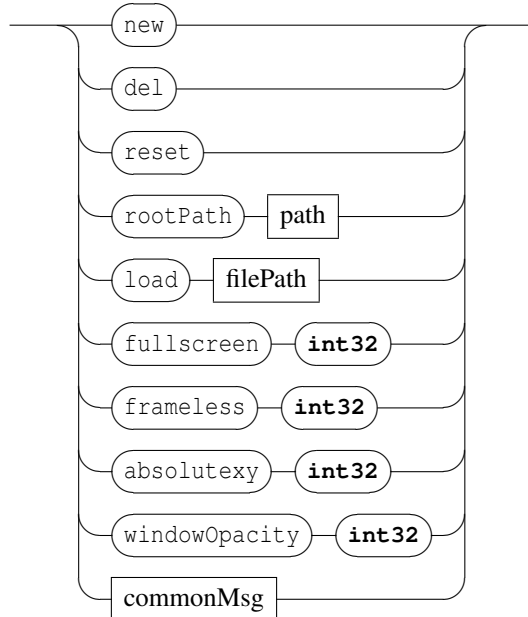 new
del
reset
rootPath path
load filePath
fullscreen int32
frameless int32
absolutexy int32
windowOpacity int32
commonMsg